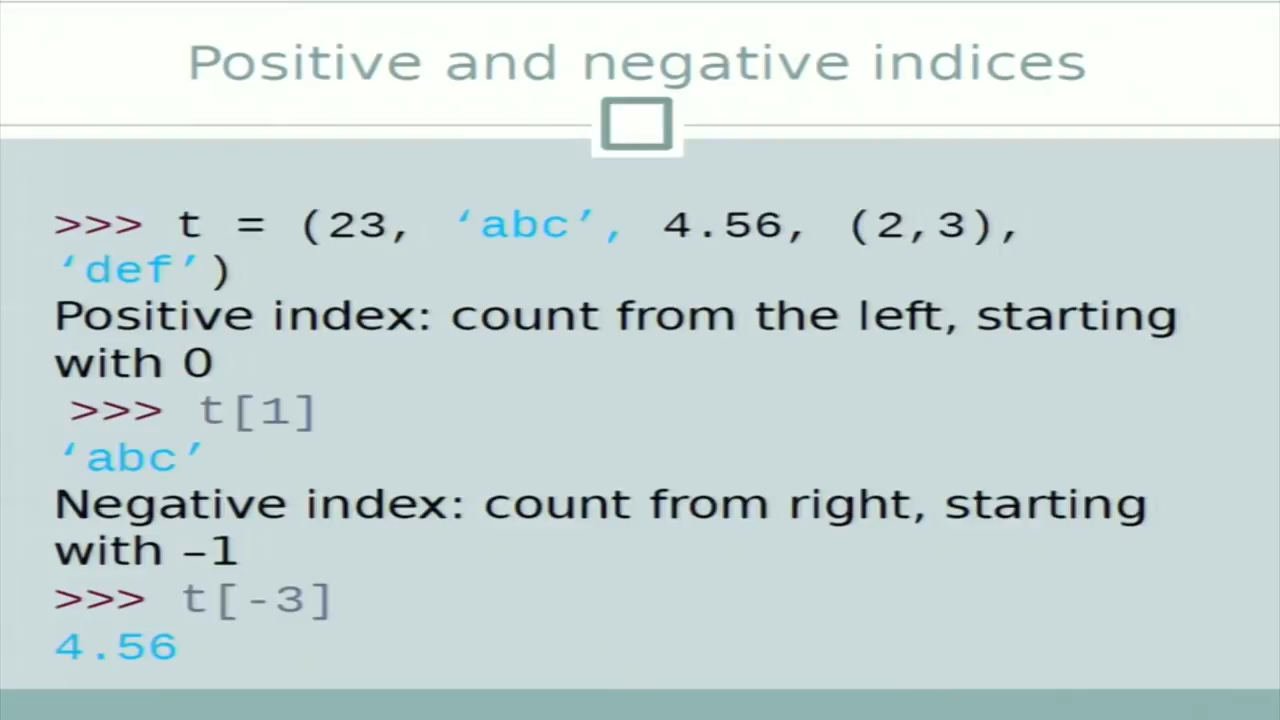 Positive and negative indices
>>> t = (23, ‘abc’, 4.56, (2,3),
‘def’)
Positive index: count from the left, starting
with 0
>>> t[1]
‘abc’
Negative index: count from right, starting
with –1
>>> t[-3]
4.56